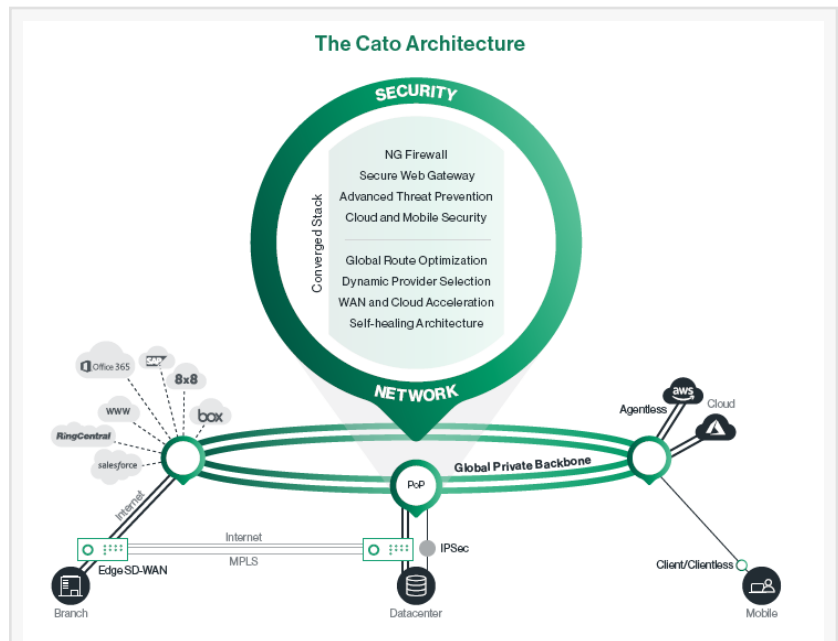 The Cato Architecture
SECURITY
Converged Stack
NG Firewall
Secure Web Gateway
Advanced Threat Prevention
Cloud and Mobile Security
Global Route Optimization
Dynamic Provider Selection
WAN and Cloud Acceleration
Self-healing Architecture
NETWORK
Office 365
SAP
8x8
www
box
RingCentral
salesforce
aws
Agentless
Cloud
Global Private Backbone
PoP
Internet
Internet
MPLS
IPSec
Edge SD-WAN
Client/Clientless
Branch
Datacenter
Mobile